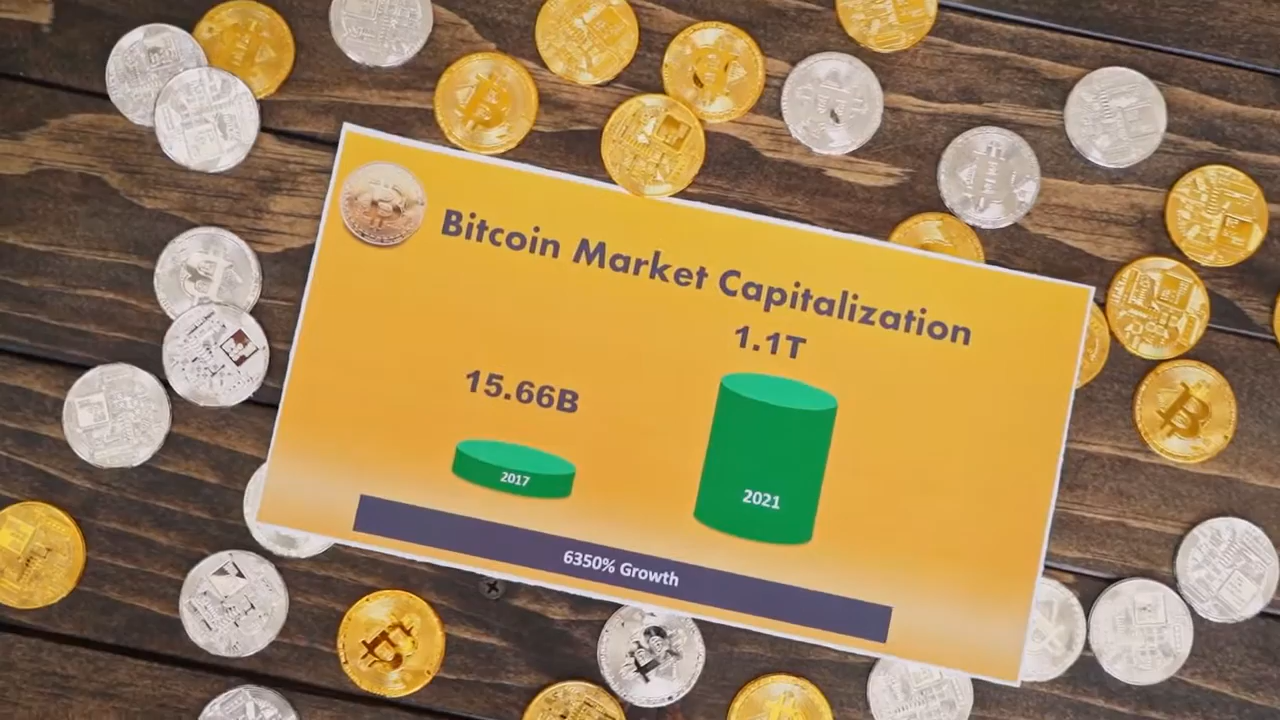 Bitcoin Market Capitalization
1.1T
15.66B
2017
2021
6350% Growth